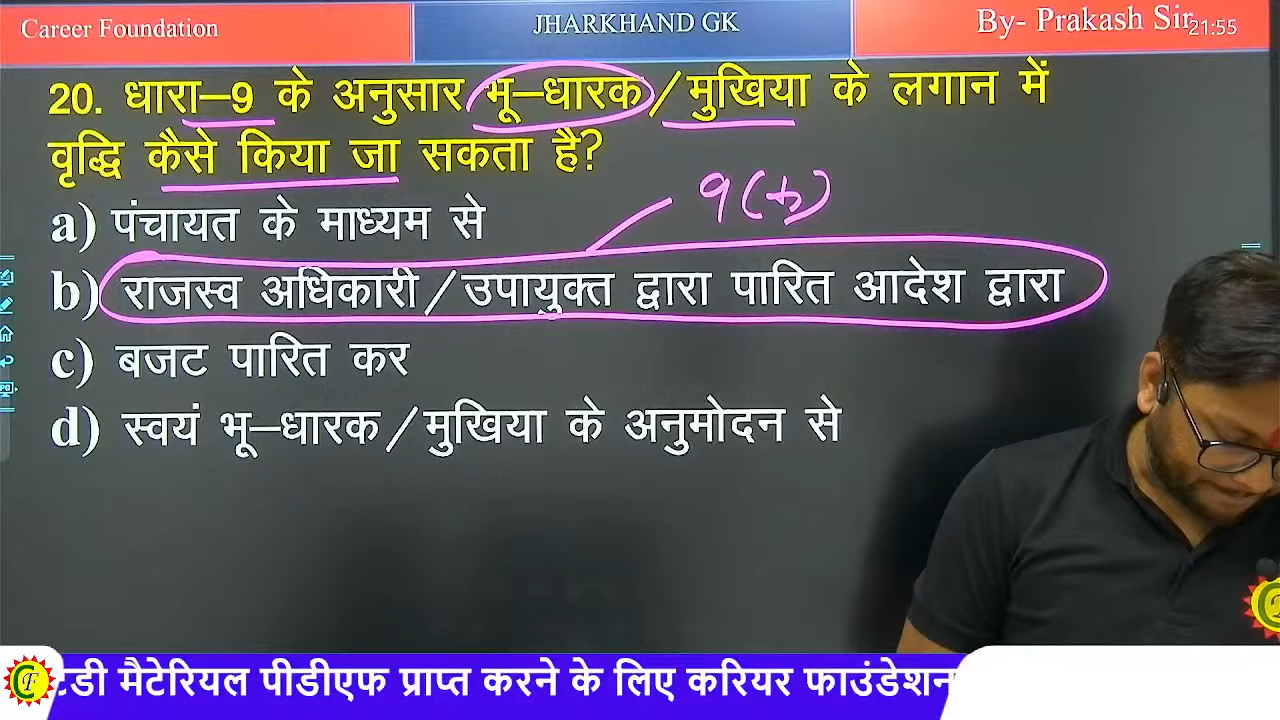 Career Foundation
JHARKHAND GK
By- Prakash Sir
21:55
20. धारा–9 के अनुसार भू–धारक/मुखिया के लगान में
वृद्धि कैसे किया जा सकता है?
9(
a) पंचायत के माध्यम से
b) राजस्व अधिकारी/उपायुक्त द्वारा पारित आदेश द्वारा
c) बजट पारित कर
d) स्वयं भू–धारक/मुखिया के अनुमोदन से
मैटेरियल पीडीएफ प्राप्त करने के लिए करियर फाउंडेशन